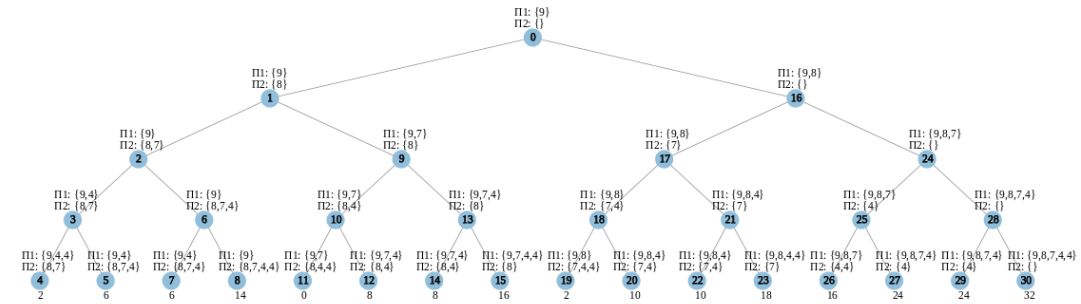 П1: {9}
П2: {}
0
П1: {9}
П2: {8}
1
П1: {9,8}
П2: {}
16
П1: {9}
П2: {8,7}
2
П1: {9,7}
П2: {8}
9
П1: {9,8}
П2: {7}
17
П1: {9,8,7}
П2: {}
24
П1: {9,4}
П2: {8,7}
3
П1: {9}
П2: {8,7,4}
6
П1: {9,7}
П2: {8,4}
10
П1: {9,7,4}
П2: {8}
13
П1: {9,8}
П2: {7,4}
18
П1: {9,8,4}
П2: {7}
21
П1: {9,8,7}
П2: {4}
25
П1: {9,8,7,4}
П2: {}
28
П1: {9,4,4}
П2: {8,7}
4
2
П1: {9,4}
П2: {8,7,4}
5
6
П1: {9,4}
П2: {8,7,4}
7
6
П1: {9}
П2: {8,7,4,4}
8
14
П1: {9,7}
П2: {8,4,4}
11
0
П1: {9,7,4}
П2: {8,4}
12
8
П1: {9,7,4}
П2: {8,4}
14
8
П1: {9,7,4,4}
П2: {8}
15
16
П1: {9,8}
П2: {7,4,4}
19
2
П1: {9,8,4}
П2: {7,4}
20
10
П1: {9,8,4}
П2: {7,4}
22
10
П1: {9,8,4,4}
П2: {7}
23
18
П1: {9,8,7}
П2: {4,4}
26
16
П1: {9,8,7,4}
П2: {4}
27
24
П1: {9,8,7,4}
П2: {4}
29
24
П1: {9,8,7,4,4}
П2: {}
30
32